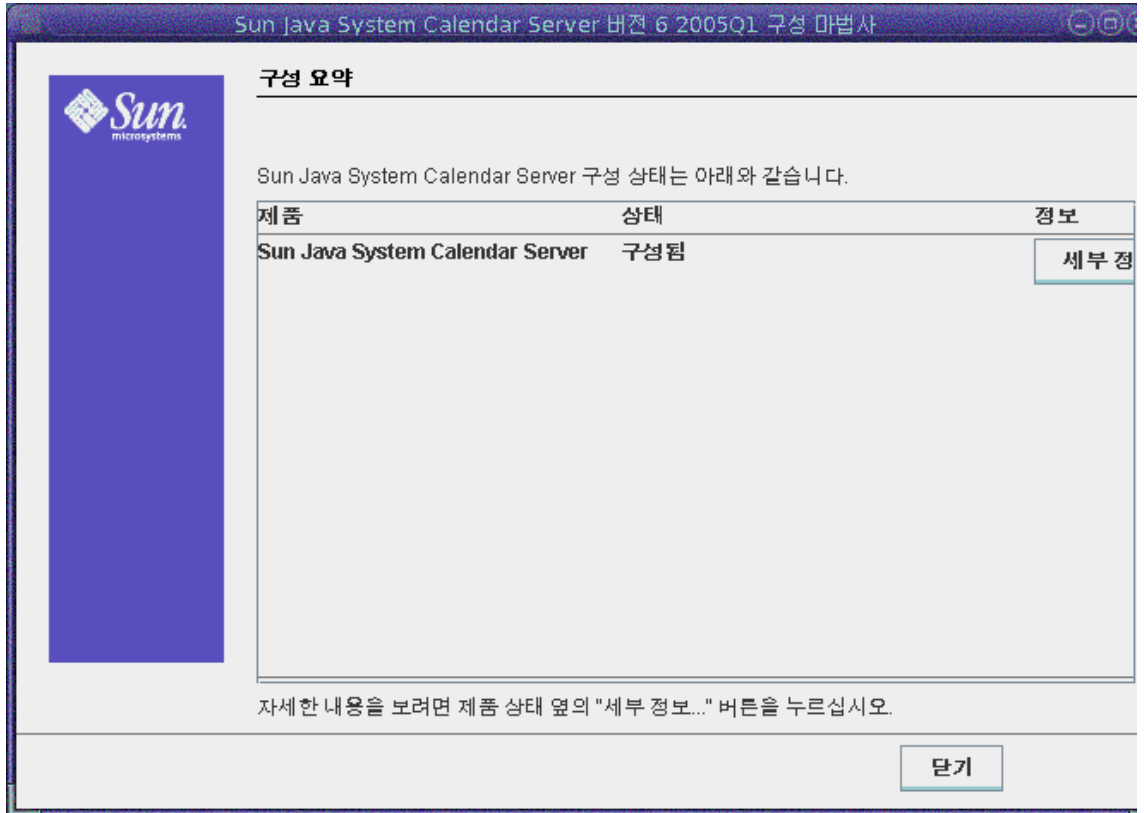 Sun Java System Calendar Server 버전 6 2005Q1 구성 마법사
Sun.
microsystems
구성 요약
Sun Java System Calendar Server 구성 상태는 아래와 같습니다.
제품 상태 정보
Sun Java System Calendar Server 구성됨 세부 정
자세한 내용을 보려면 제품 상태 옆의 "세부 정보..." 버튼을 누르십시오.
닫기